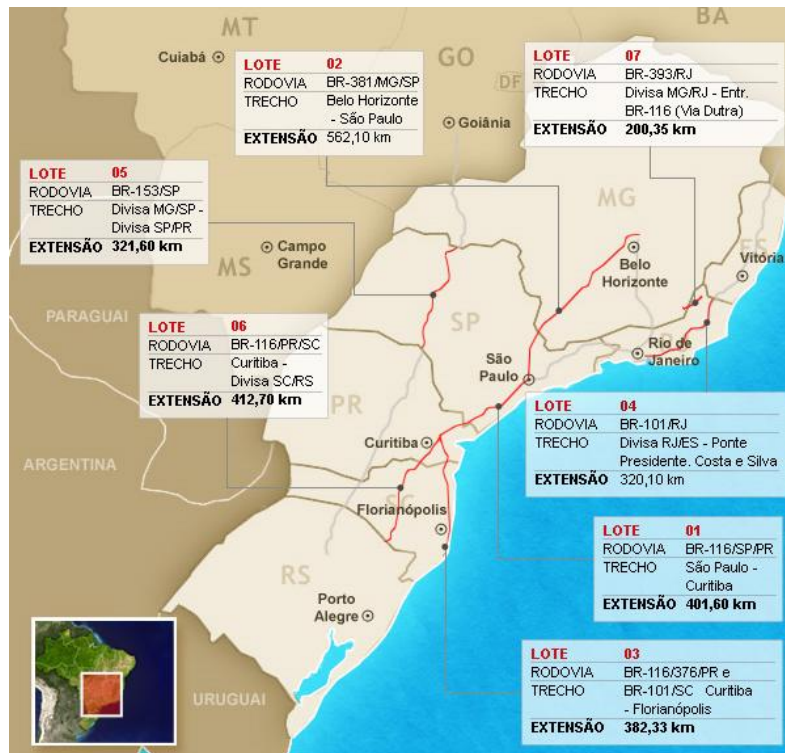 MT
BA
Cuiabá
GO
DF
Goiânia
LOTE 02
RODOVIA BR-381/MG/SP
TRECHO Belo Horizonte
- São Paulo
EXTENSÃO 562,10 km
LOTE 07
RODOVIA BR-393/RJ
TRECHO Divisa MG/RJ - Entr.
BR-116 (Via Dutra)
EXTENSÃO 200,35 km
LOTE 05
RODOVIA BR-153/SP
TRECHO Divisa MG/SP -
Divisa SP/PR
EXTENSÃO 321,60 km
MG
ES
Campo
Grande
MS
Belo
Horizonte
Vitória
PARAGUAI
SP
LOTE 06
RODOVIA BR-116/PR/SC
TRECHO Curitiba -
Divisa SC/RS
EXTENSÃO 412,70 km
São
Paulo
Rio de
Janeiro
PR
Curitiba
LOTE 04
RODOVIA BR-101/RJ
TRECHO Divisa RJ/ES - Ponte
Presidente. Costa e Silva
EXTENSÃO 320,10 km
ARGENTINA
SC
Florianópolis
LOTE 01
RODOVIA BR-116/SP/PR
TRECHO São Paulo -
Curitiba
EXTENSÃO 401,60 km
RS
Porto
Alegre
LOTE 03
RODOVIA BR-116/376/PR e
TRECHO BR-101/SC Curitiba
- Florianópolis
EXTENSÃO 382,33 km
URUGUAI